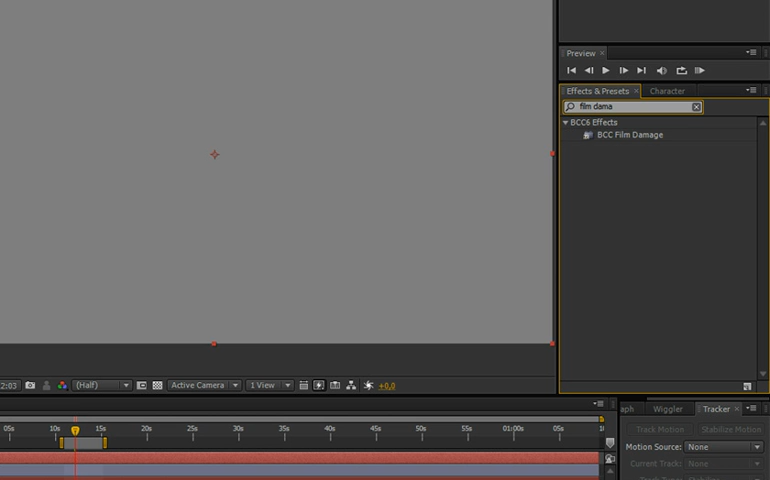 Preview
Effects & Presets
Character
film dama
BCC6 Effects
BCC Film Damage
2:03
(Half)
Active Camera
1 View
+0,0
05s
10s
15s
20s
25s
30s
35s
40s
45s
50s
55s
01:00s
05s
10
aph
Wiggler
Tracker
Track Motion
Stabilize Motion
Motion Source:
None
Current Track:
None